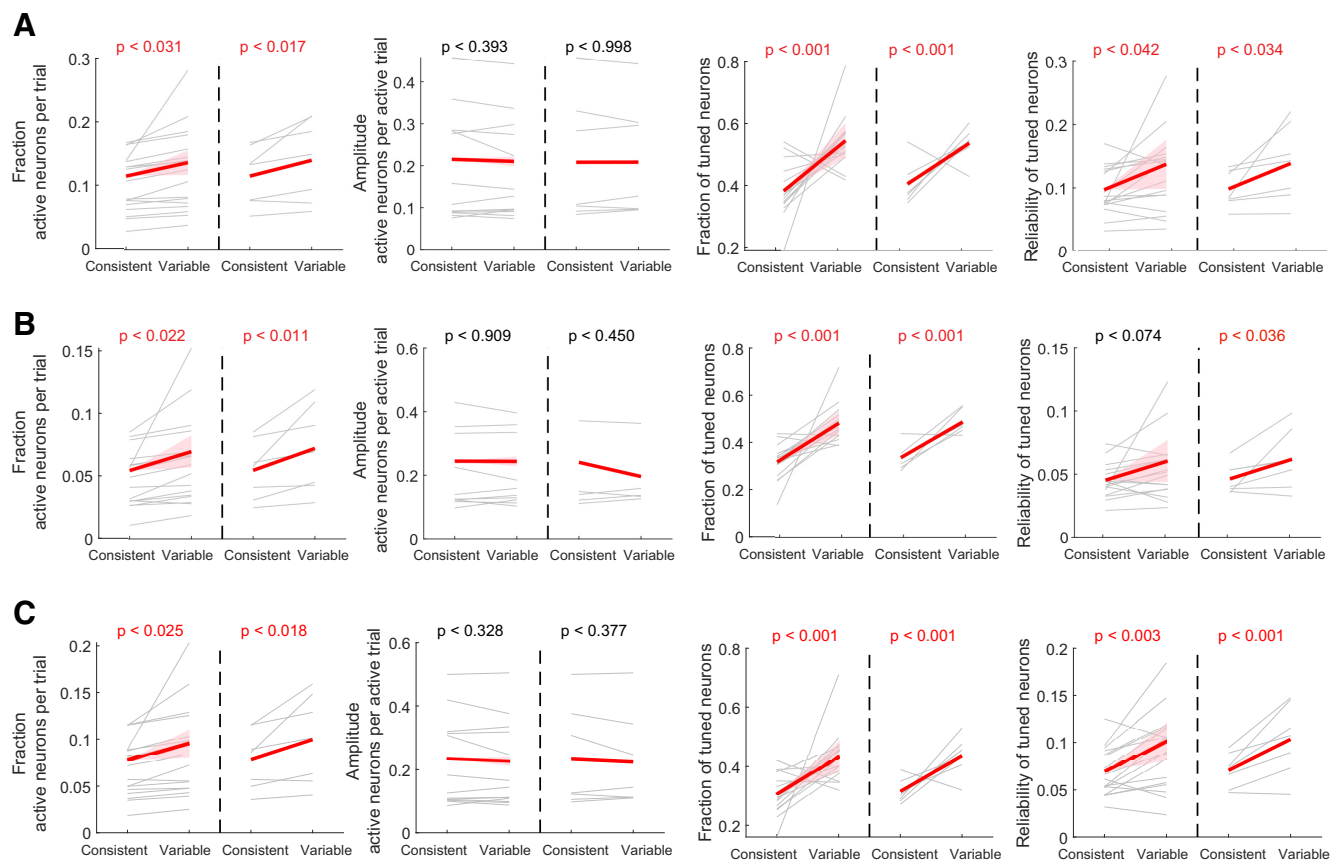 A
p < 0.031 p < 0.017
p < 0.393 p < 0.998
p < 0.001 p < 0.001
p < 0.042 p < 0.034
Fraction
active neurons per trial
0.3
0.2
0.1
0
Consistent Variable Consistent Variable
Amplitude
active neurons per active trial
0.4
0.3
0.2
0.1
0
Consistent Variable Consistent Variable
Fraction of tuned neurons
0.8
0.6
0.4
0.2
Consistent Variable Consistent Variable
Reliability of tuned neurons
0.3
0.2
0.1
0
Consistent Variable Consistent Variable
B
p < 0.022 p < 0.011
p < 0.909 p < 0.450
p < 0.001 p < 0.001
p < 0.074 p < 0.036
Fraction
active neurons per trial
0.15
0.1
0.05
0
Consistent Variable Consistent Variable
Amplitude
active neurons per active trial
0.6
0.4
0.2
0
Consistent Variable Consistent Variable
Fraction of tuned neurons
0.8
0.6
0.4
0.2
0
Consistent Variable Consistent Variable
Reliability of tuned neurons
0.15
0.1
0.05
0
Consistent Variable Consistent Variable
C
p < 0.025 p < 0.018
p < 0.328 p < 0.377
p < 0.001 p < 0.001
p < 0.003 p < 0.001
Fraction
active neurons per trial
0.2
0.15
0.1
0.05
0
Consistent Variable Consistent Variable
Amplitude
active neurons per active trial
0.6
0.4
0.2
0
Consistent Variable Consistent Variable
Fraction of tuned neurons
0.8
0.6
0.4
0.2
Consistent Variable Consistent Variable
Reliability of tuned neurons
0.2
0.15
0.1
0.05
0
Consistent Variable Consistent Variable